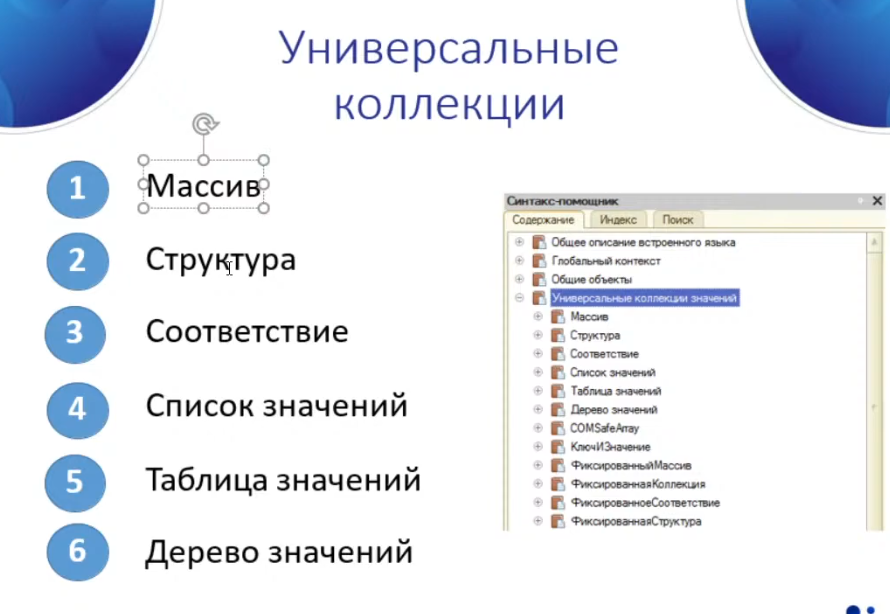 Универсальные
коллекции
1 Массив
2 Структура
3 Соответствие
4 Список значений
5 Таблица значений
6 Дерево значений
Синтакс-помощник
Содержание Индекс Поиск
Общее описание встроенного языка
Глобальный контекст
Общие объекты
Универсальные коллекции значений
Массив
Структура
Соответствие
Список значений
Таблица значений
Дерево значений
COMSafeArray
КлючИЗначение
ФиксированныйМассив
ФиксированнаяКоллекция
ФиксированноеСоответствие
ФиксированнаяСтруктура